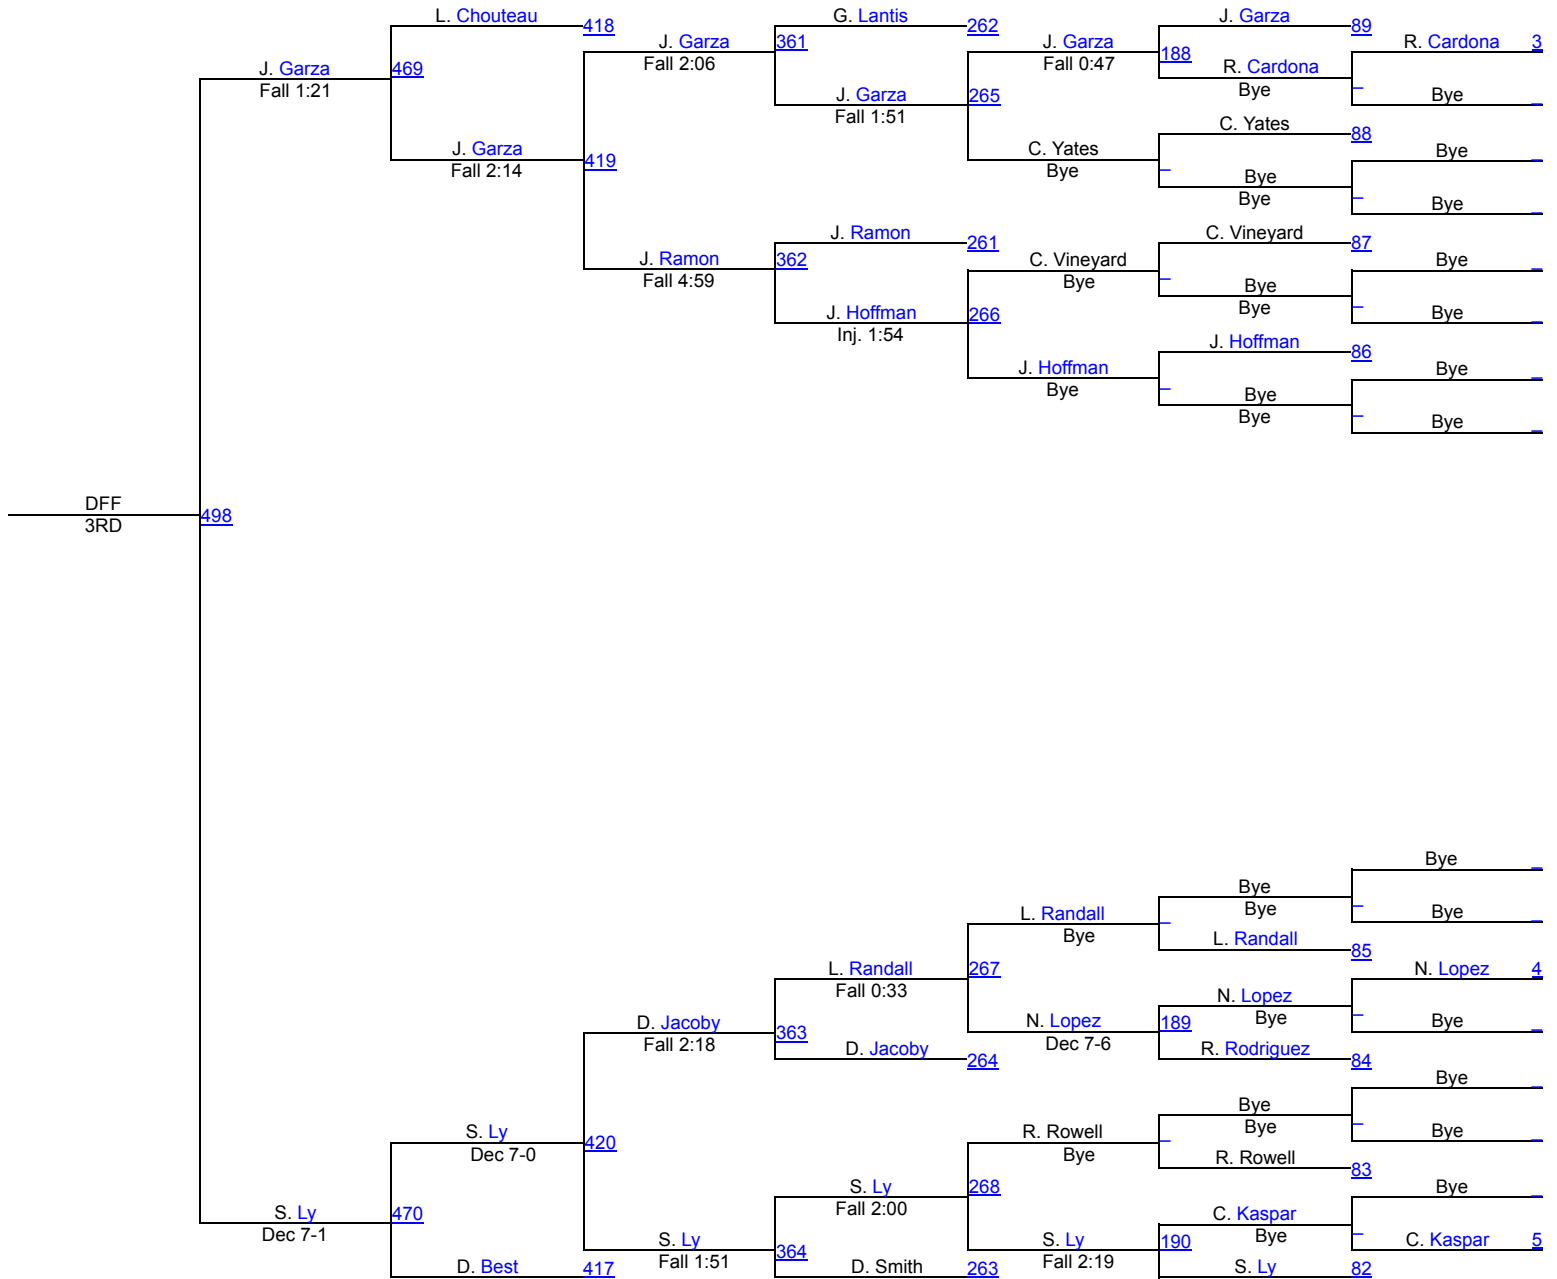 L. Chouteau
418
G. Lantis
262
J. Garza
89
J. Garza
Fall 2:06
361
J. Garza
Fall 0:47
188
R. Cardona
3
J. Garza
Fall 1:21
469
R. Cardona
Bye
_
Bye
_
J. Garza
Fall 1:51
265
C. Yates
88
J. Garza
Fall 2:14
419
C. Yates
Bye
_
Bye
Bye
_
Bye
_
Bye
_
J. Ramon
Fall 4:59
362
J. Ramon
261
C. Vineyard
87
C. Vineyard
Bye
_
Bye
Bye
_
Bye
_
Bye
_
J. Hoffman
Inj. 1:54
266
J. Hoffman
86
J. Hoffman
Bye
_
Bye
Bye
_
Bye
_
Bye
_
DFF
3RD
498
Bye
_
Bye
Bye
_
Bye
_
L. Randall
Bye
_
L. Randall
85
L. Randall
Fall 0:33
267
N. Lopez
4
N. Lopez
Bye
_
Bye
_
D. Jacoby
Fall 2:18
363
N. Lopez
Dec 7-6
189
R. Rodriguez
84
D. Jacoby
264
Bye
_
Bye
Bye
_
Bye
_
S. Ly
Dec 7-0
420
R. Rowell
Bye
_
R. Rowell
83
S. Ly
Fall 2:00
268
Bye
_
S. Ly
Dec 7-1
470
C. Kaspar
Bye
_
C. Kaspar
5
S. Ly
Fall 1:51
364
S. Ly
Fall 2:19
190
D. Best
417
D. Smith
263
S. Ly
82